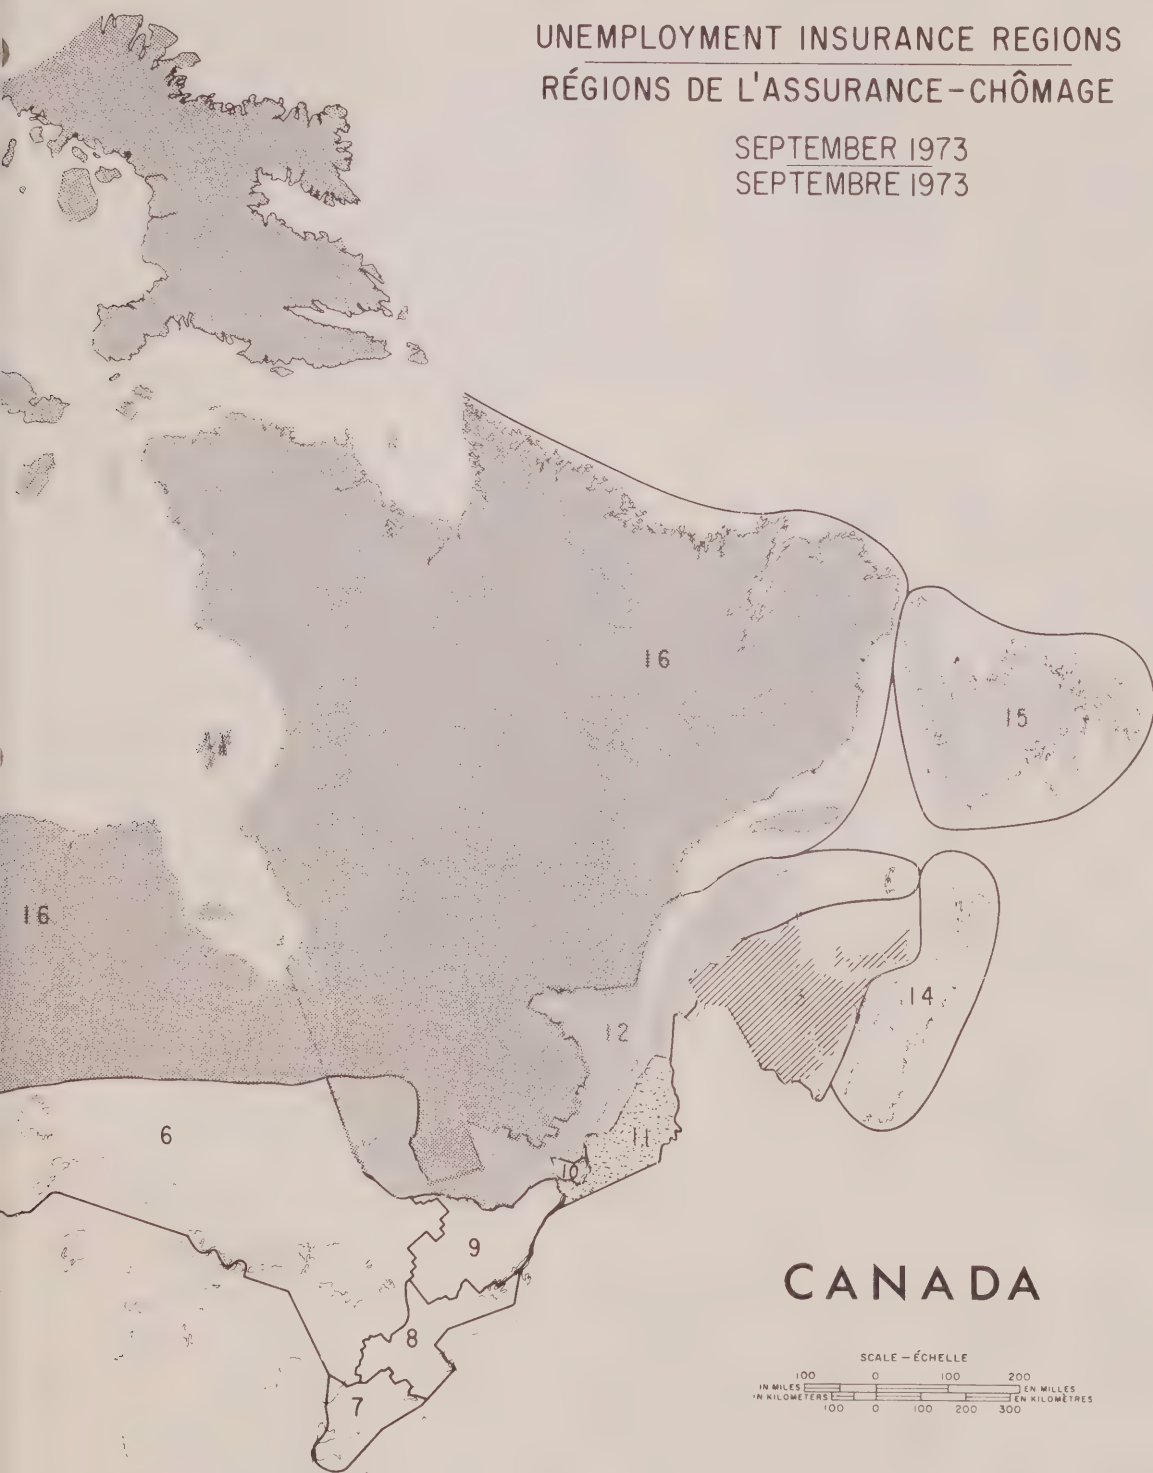 UNEMPLOYMENT INSURANCE REGIONS
RÉGIONS DE L'ASSURANCE-CHÔMAGE
SEPTEMBER 1973
SEPTEMBRE 1973
16
15
16
14
12
6
11
10
9
8
7
CANADA
SCALE – ÉCHELLE
100 0 100 200
IN MILES EN MILLES
IN KILOMETERS EN KILOMÈTRES
100 0 100 200 300